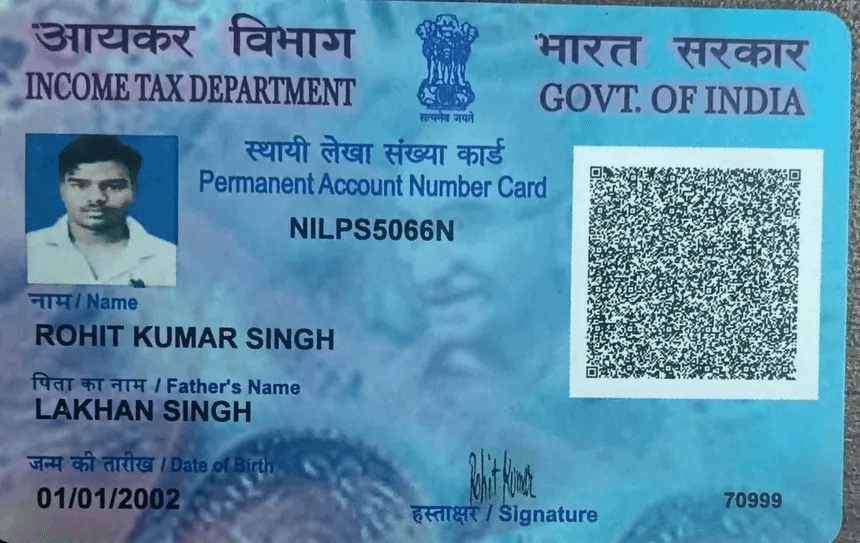 आयकर विभाग
INCOME TAX DEPARTMENT
सत्यमेव जयते
भारत सरकार
GOVT. OF INDIA
स्थायी लेखा संख्या कार्ड
Permanent Account Number Card
NILPS5066N
नाम / Name
ROHIT KUMAR SINGH
पिता का नाम / Father's Name
LAKHAN SINGH
जन्म की तारीख / Date of Birth
01/01/2002
Rohit Kumar
हस्ताक्षर / Signature
70999